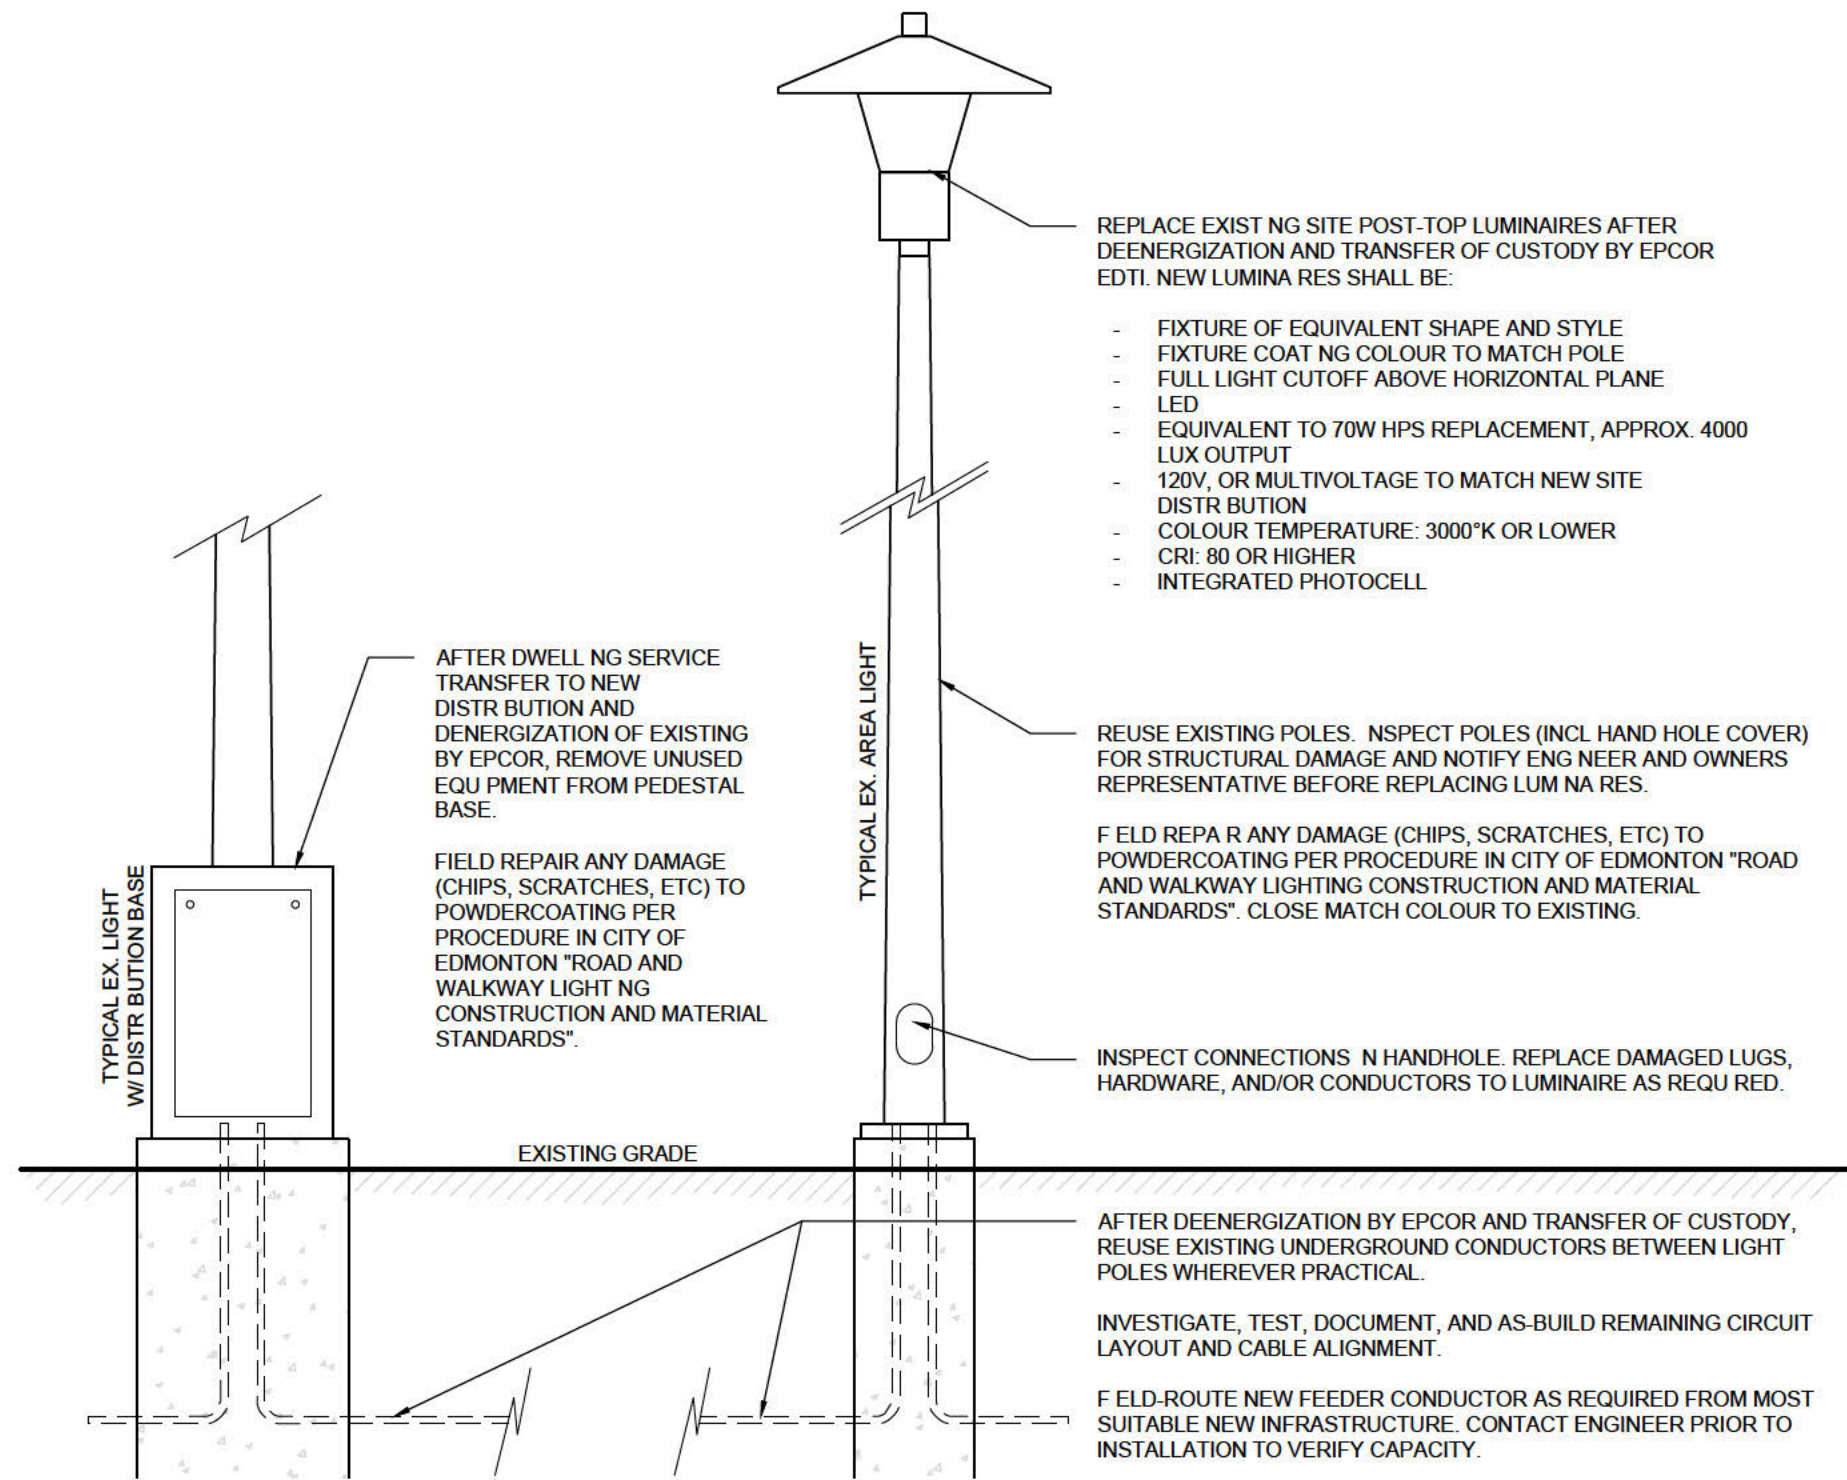 REPLACE EXIST NG SITE POST-TOP LUMINAIRES AFTER
DEENERGIZATION AND TRANSFER OF CUSTODY BY EPCOR
EDTI. NEW LUMINA RES SHALL BE:
- FIXTURE OF EQUIVALENT SHAPE AND STYLE
- FIXTURE COAT NG COLOUR TO MATCH POLE
- FULL LIGHT CUTOFF ABOVE HORIZONTAL PLANE
- LED
- EQUIVALENT TO 70W HPS REPLACEMENT, APPROX. 4000
LUX OUTPUT
- 120V, OR MULTIVOLTAGE TO MATCH NEW SITE
DISTR BUTION
- COLOUR TEMPERATURE: 3000°K OR LOWER
- CRI: 80 OR HIGHER
- INTEGRATED PHOTOCELL
AFTER DWELL NG SERVICE
TRANSFER TO NEW
DISTR BUTION AND
DENERGIZATION OF EXISTING
BY EPCOR, REMOVE UNUSED
EQU PMENT FROM PEDESTAL
BASE.
FIELD REPAIR ANY DAMAGE
(CHIPS, SCRATCHES, ETC) TO
POWDERCOATING PER
PROCEDURE IN CITY OF
EDMONTON "ROAD AND
WALKWAY LIGHT NG
CONSTRUCTION AND MATERIAL
STANDARDS".
TYPICAL EX. LIGHT
W/ DISTR BUTION BASE
TYPICAL EX. AREA LIGHT
REUSE EXISTING POLES. NSPECT POLES (INCL HAND HOLE COVER)
FOR STRUCTURAL DAMAGE AND NOTIFY ENG NEER AND OWNERS
REPRESENTATIVE BEFORE REPLACING LUM NA RES.
F ELD REPA R ANY DAMAGE (CHIPS, SCRATCHES, ETC) TO
POWDERCOATING PER PROCEDURE IN CITY OF EDMONTON "ROAD
AND WALKWAY LIGHTING CONSTRUCTION AND MATERIAL
STANDARDS". CLOSE MATCH COLOUR TO EXISTING.
INSPECT CONNECTIONS N HANDHOLE. REPLACE DAMAGED LUGS,
HARDWARE, AND/OR CONDUCTORS TO LUMINAIRE AS REQU RED.
EXISTING GRADE
AFTER DEENERGIZATION BY EPCOR AND TRANSFER OF CUSTODY,
REUSE EXISTING UNDERGROUND CONDUCTORS BETWEEN LIGHT
POLES WHEREVER PRACTICAL.
INVESTIGATE, TEST, DOCUMENT, AND AS-BUILD REMAINING CIRCUIT
LAYOUT AND CABLE ALIGNMENT.
F ELD-ROUTE NEW FEEDER CONDUCTOR AS REQUIRED FROM MOST
SUITABLE NEW INFRASTRUCTURE. CONTACT ENGINEER PRIOR TO
INSTALLATION TO VERIFY CAPACITY.